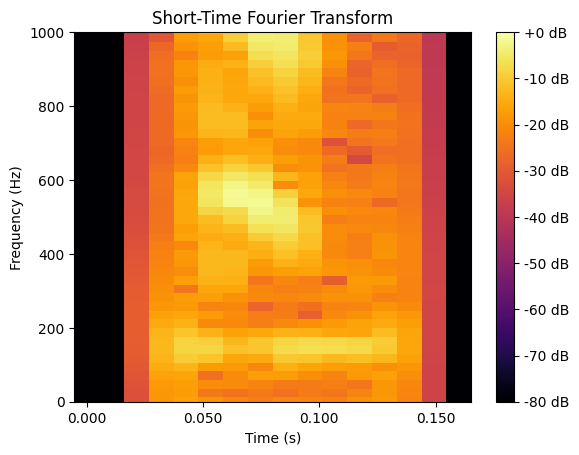 Short-Time Fourier Transform
1000
800
600
400
200
0
Frequency (Hz)
0.000
0.050
0.100
0.150
Time (s)
+0 dB
-10 dB
-20 dB
-30 dB
-40 dB
-50 dB
-60 dB
-70 dB
-80 dB